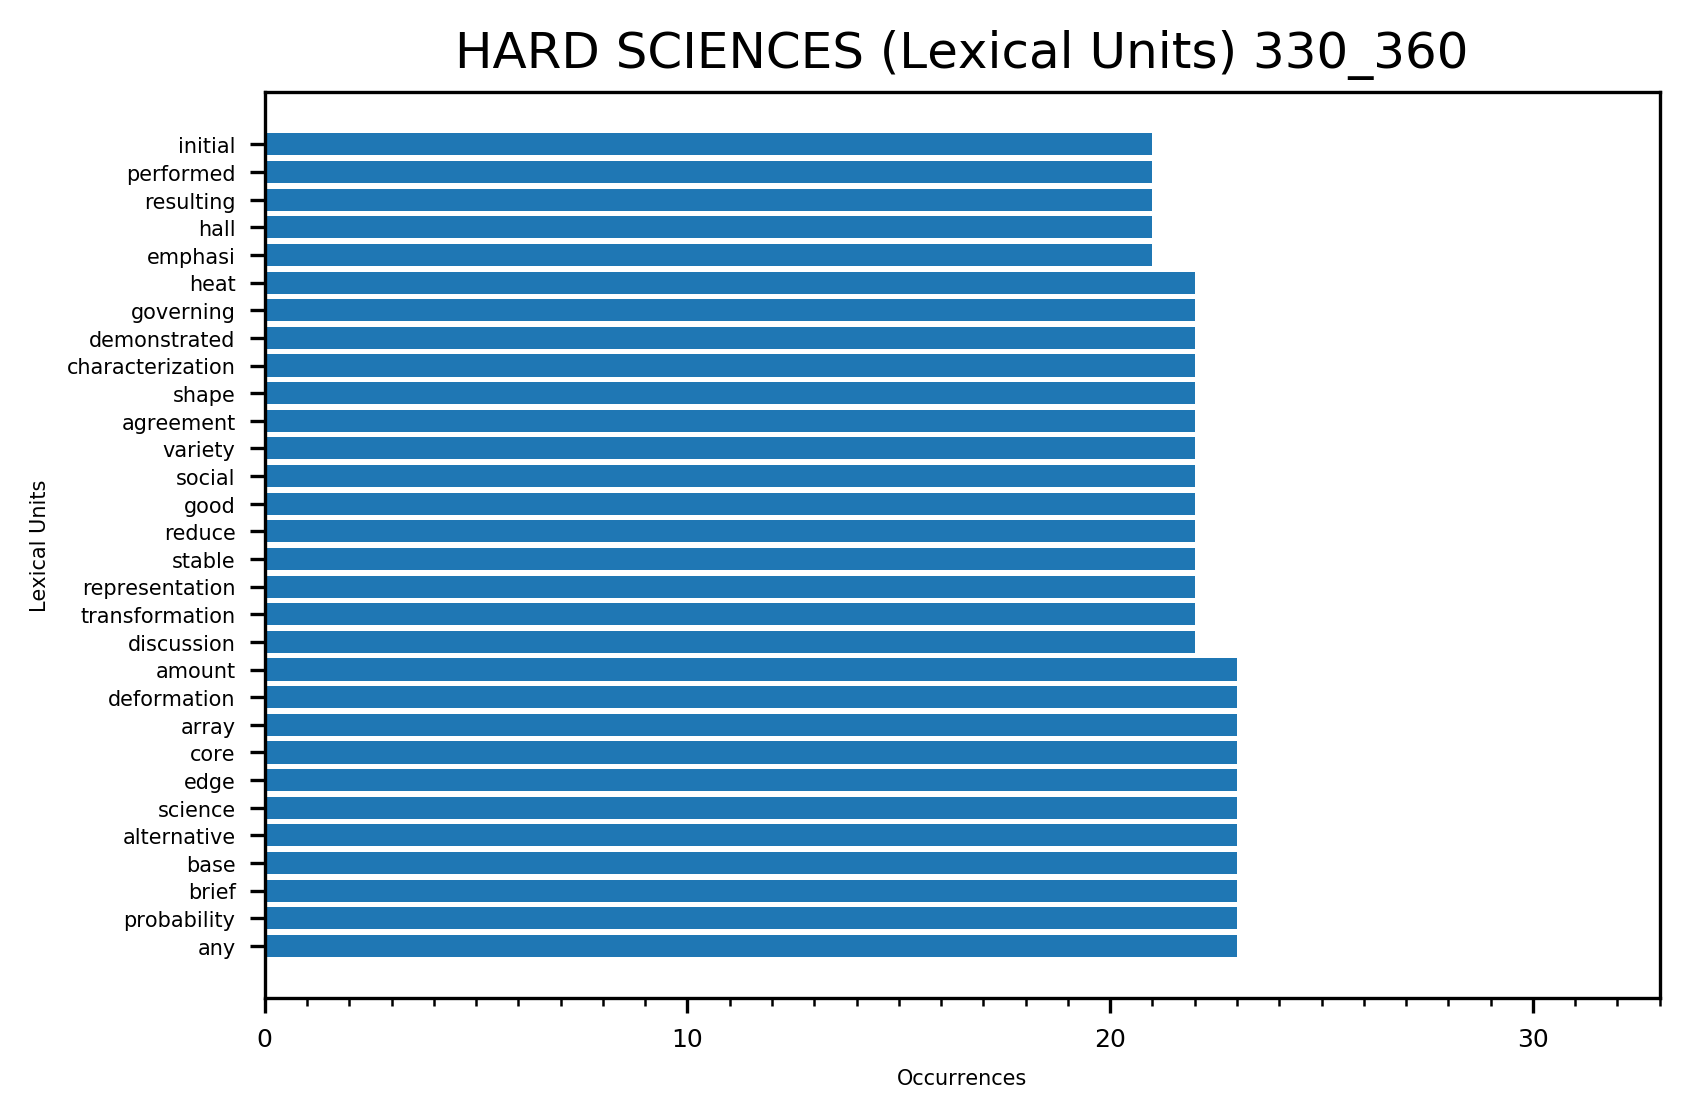 HARD SCIENCES (Lexical Units) 330_360
initial
performed
resulting
hall
emphasi
heat
governing
demonstrated
characterization
shape
agreement
variety
social
good
reduce
stable
representation
transformation
discussion
amount
deformation
array
core
edge
science
alternative
base
brief
probability
any
Lexical Units
0 10 20 30
Occurrences